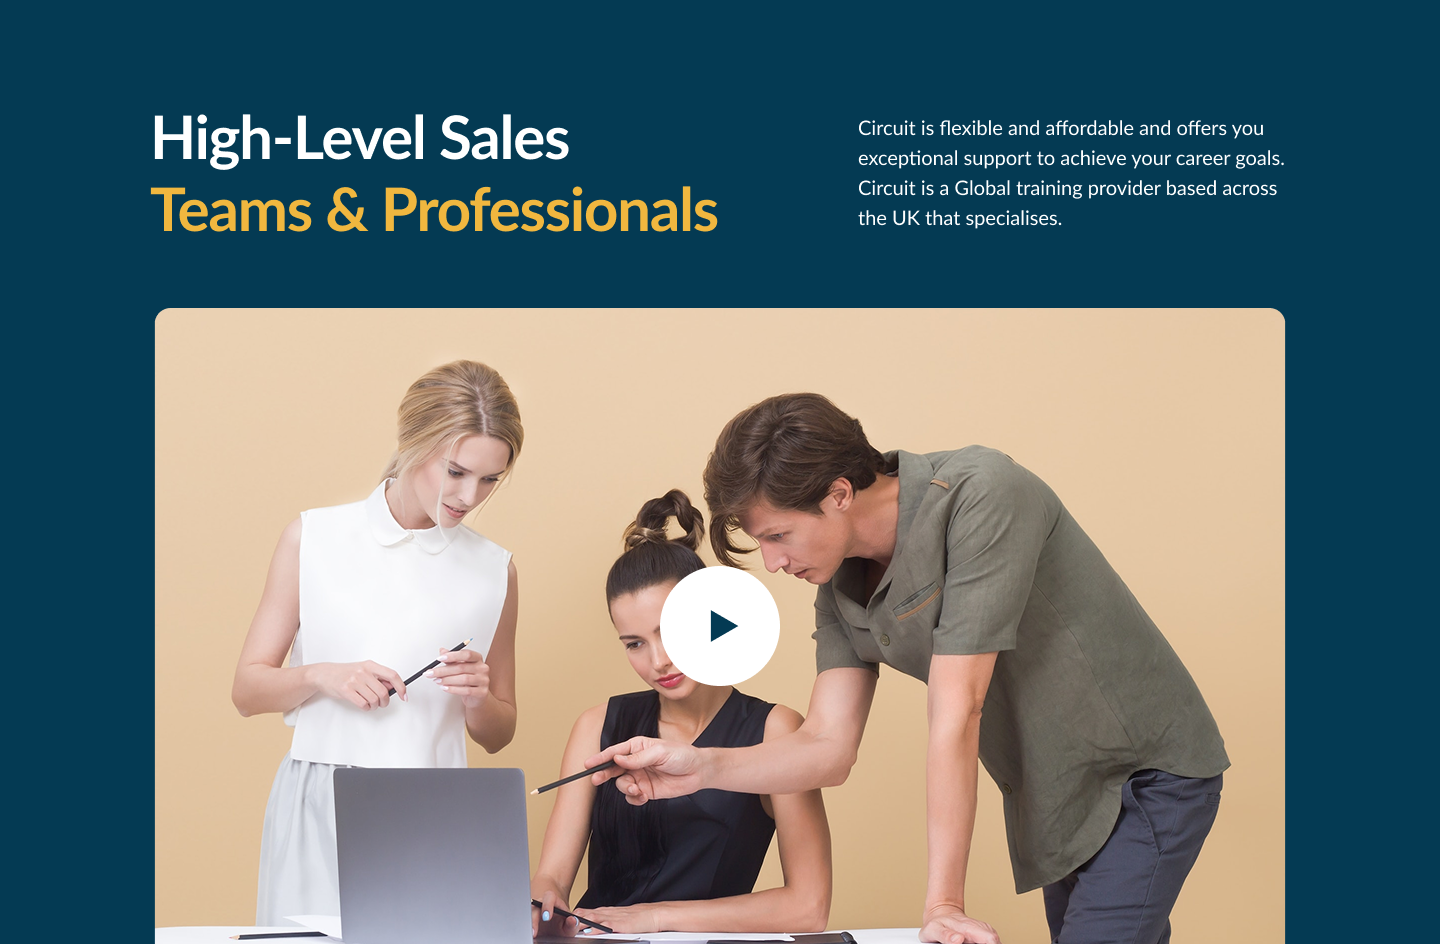 High-Level Sales
Teams & Professionals
Circuit is flexible and affordable and offers you
exceptional support to achieve your career goals.
Circuit is a Global training provider based across
the UK that specialises.